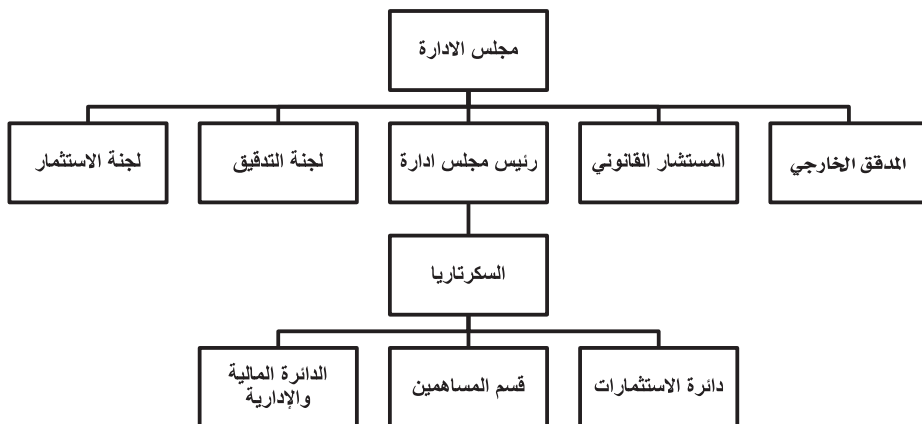 مجلس الادارة
المدقق الخارجي
المستشار القانوني
رئيس مجلس ادارة
لجنة التدقيق
لجنة الاستثمار
السكرتاريا
دائرة الاستثمارات
قسم المساهمين
الدائرة المالية
والإدارية